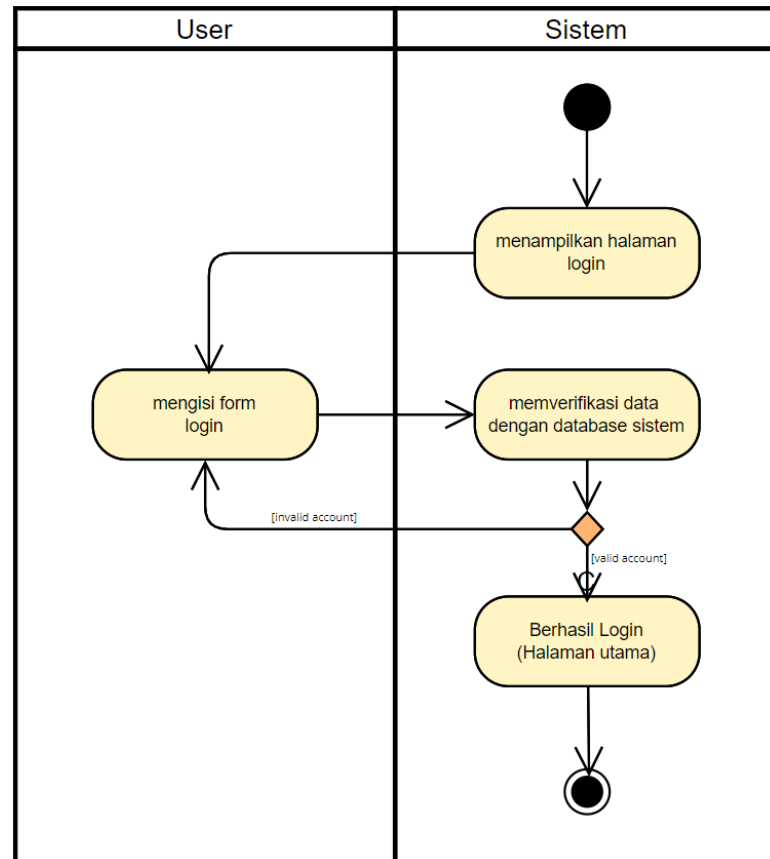 User
Sistem
menampilkan halaman
login
mengisi form
login
memverifikasi data
dengan database sistem
[invalid account]
[valid account]
C
Berhasil Login
(Halaman utama)